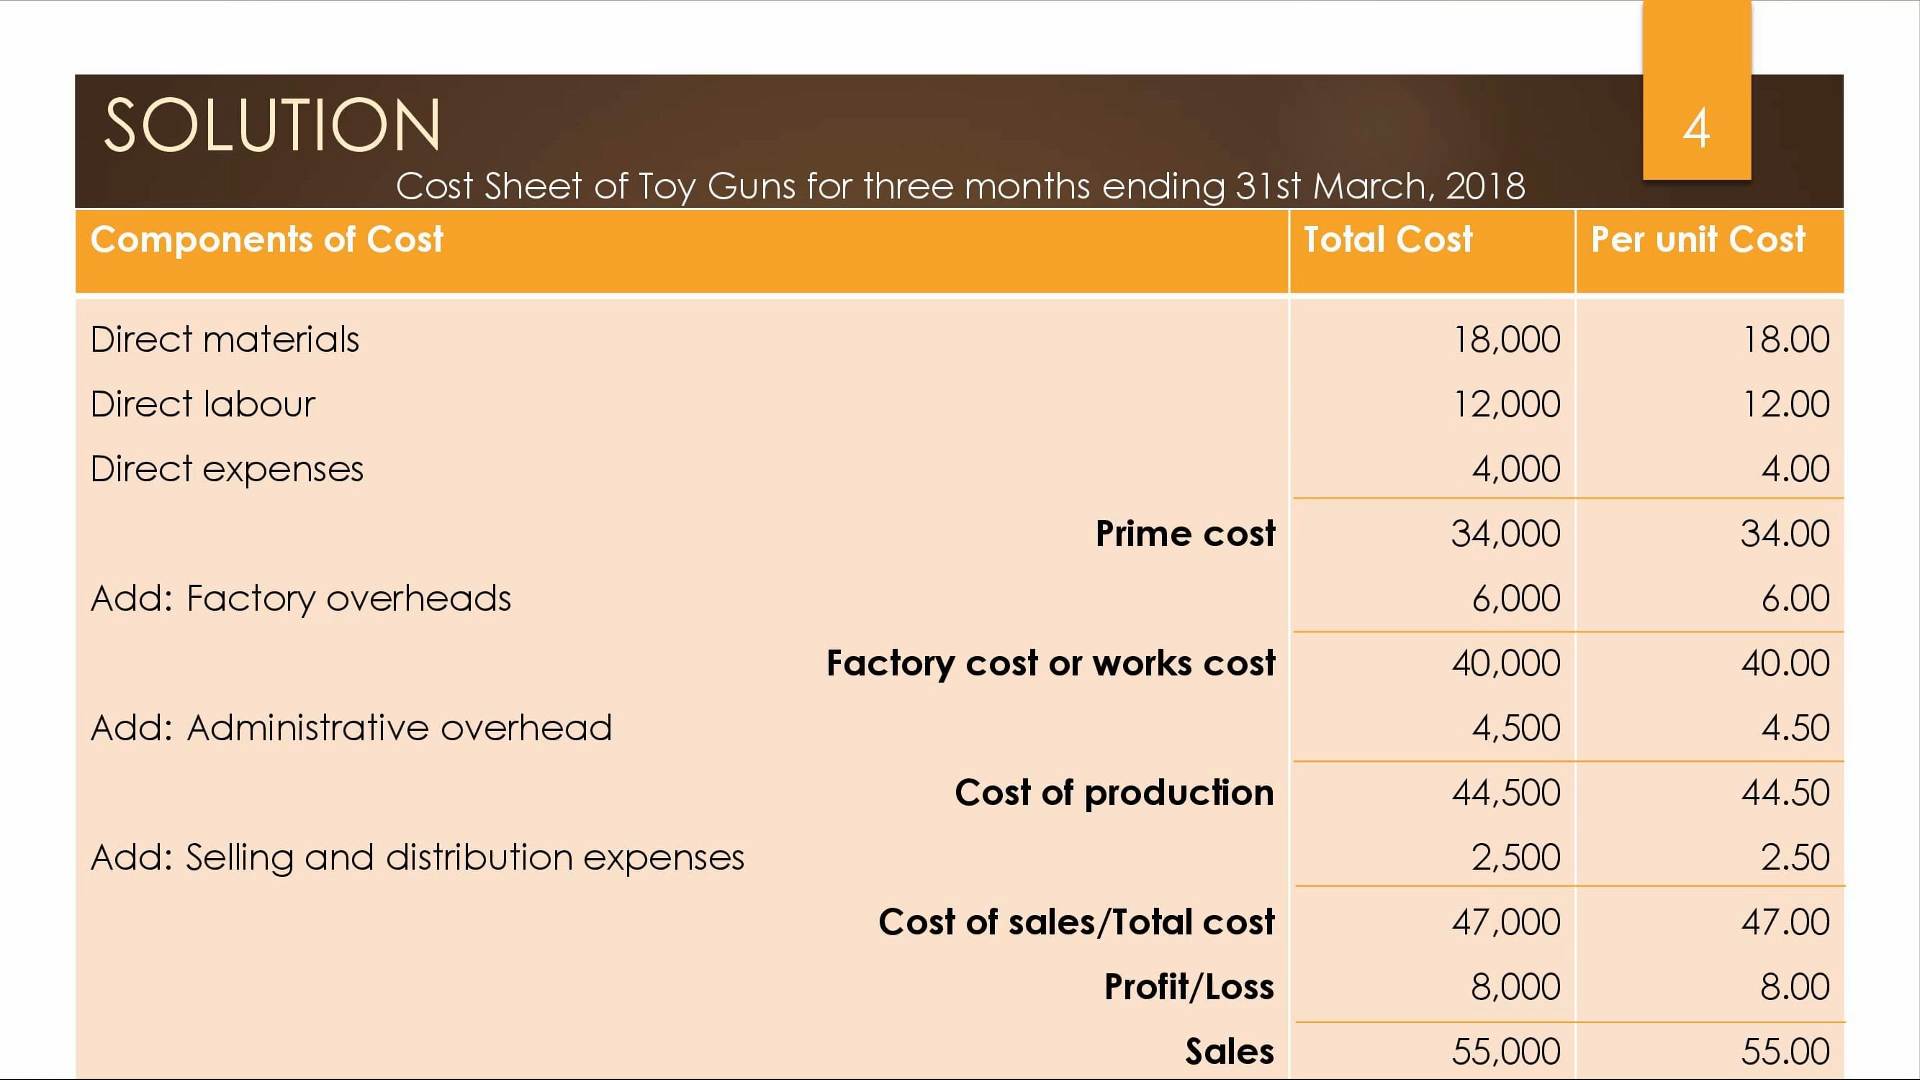 SOLUTION
4
Cost Sheet of Toy Guns for three months ending 31st March, 2018
Components of Cost Total Cost Per unit Cost
Direct materials 18,000 18.00
Direct labour 12,000 12.00
Direct expenses 4,000 4.00
Prime cost 34,000 34.00
Add: Factory overheads 6,000 6.00
Factory cost or works cost 40,000 40.00
Add: Administrative overhead 4,500 4.50
Cost of production 44,500 44.50
Add: Selling and distribution expenses 2,500 2.50
Cost of sales/Total cost 47,000 47.00
Profit/Loss 8,000 8.00
Sales 55,000 55.00